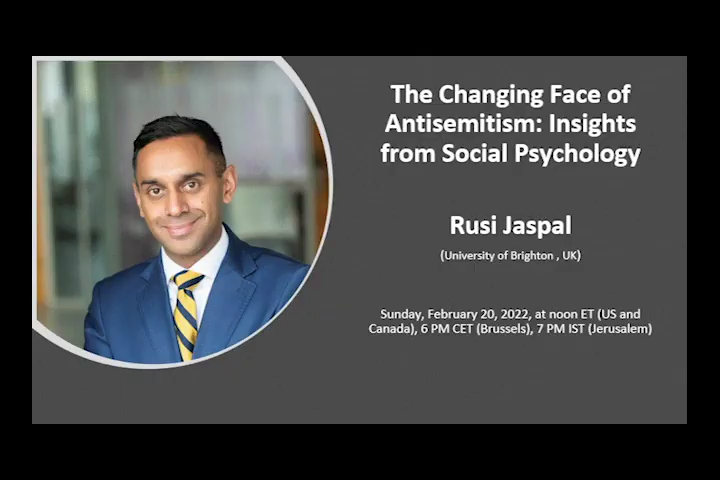 The Changing Face of
Antisemitism: Insights
from Social Psychology
Rusi Jaspal
(University of Brighton , UK)
Sunday, February 20, 2022, at noon ET (US and
Canada), 6 PM CET (Brussels), 7 PM IST (Jerusalem)